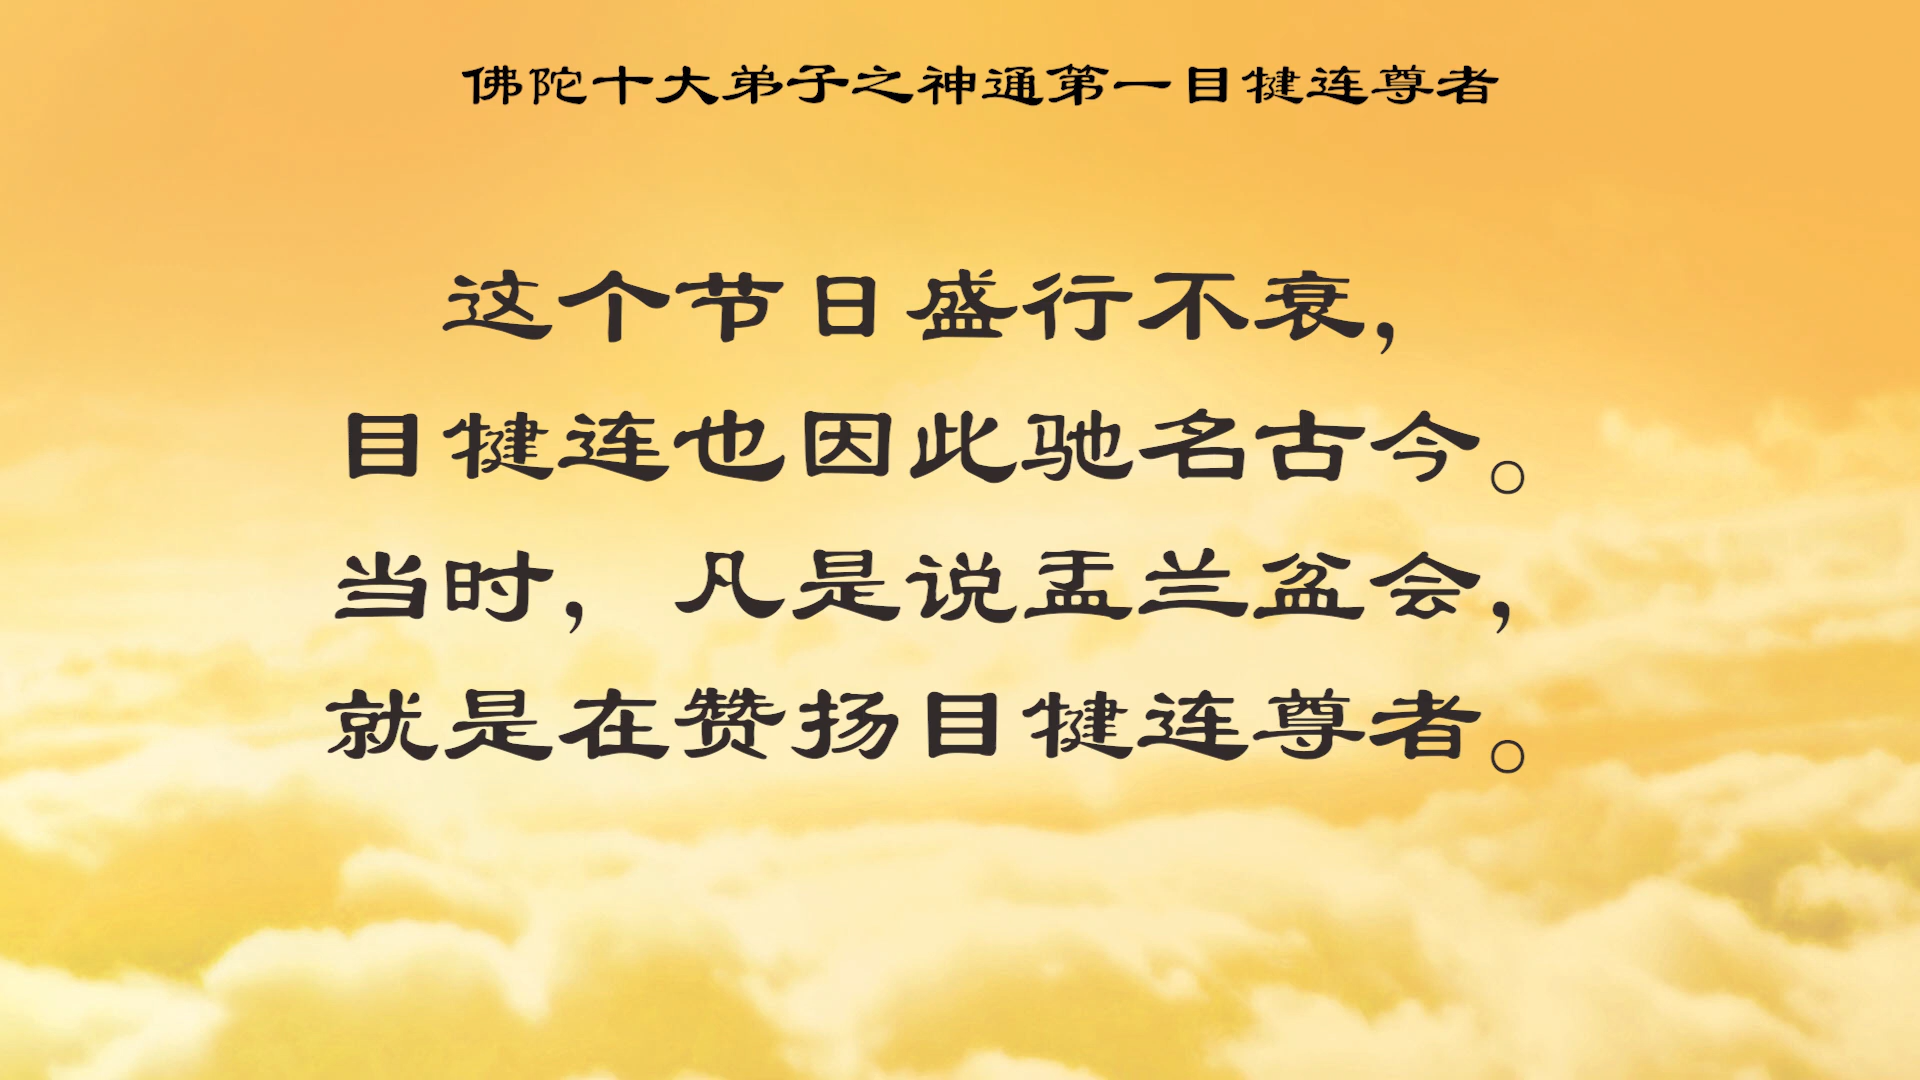 佛陀十大弟子之神通第一目犍连尊者
这个节日盛行不衰，
目犍连也因此驰名古今。
当时，凡是说盂兰盆会，
就是在赞扬目犍连尊者。